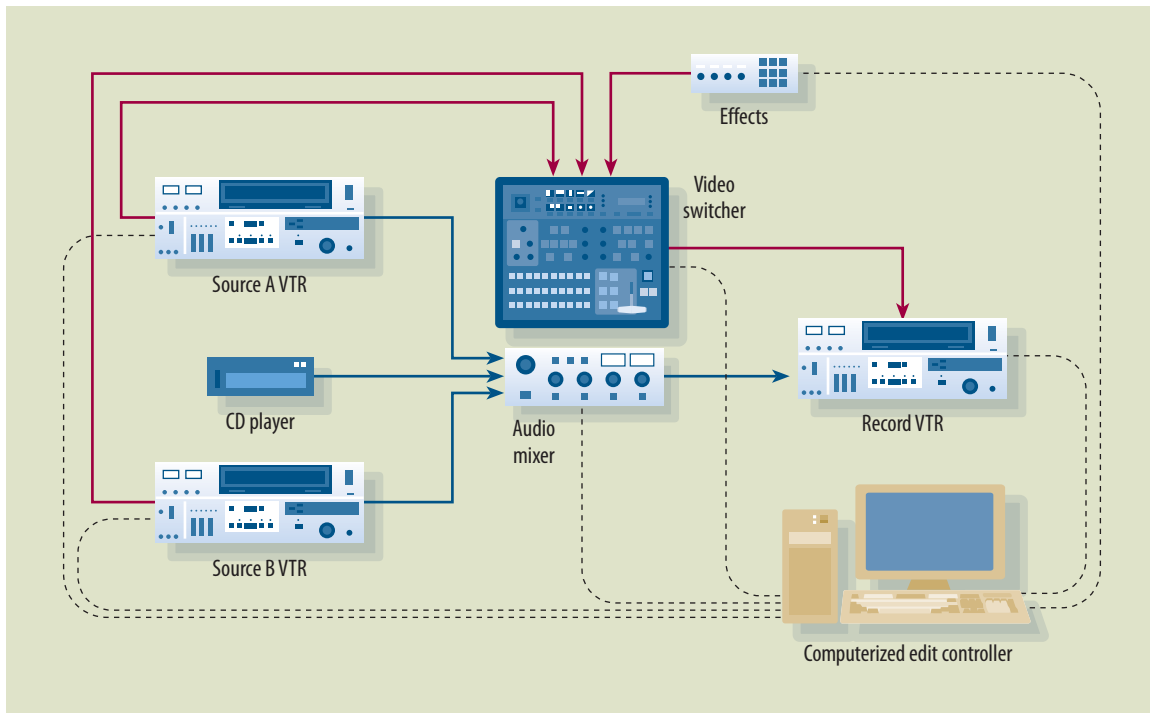 Effects
Video
switcher
Source A VTR
CD player
Audio
mixer
Record VTR
Source B VTR
Computerized edit controller